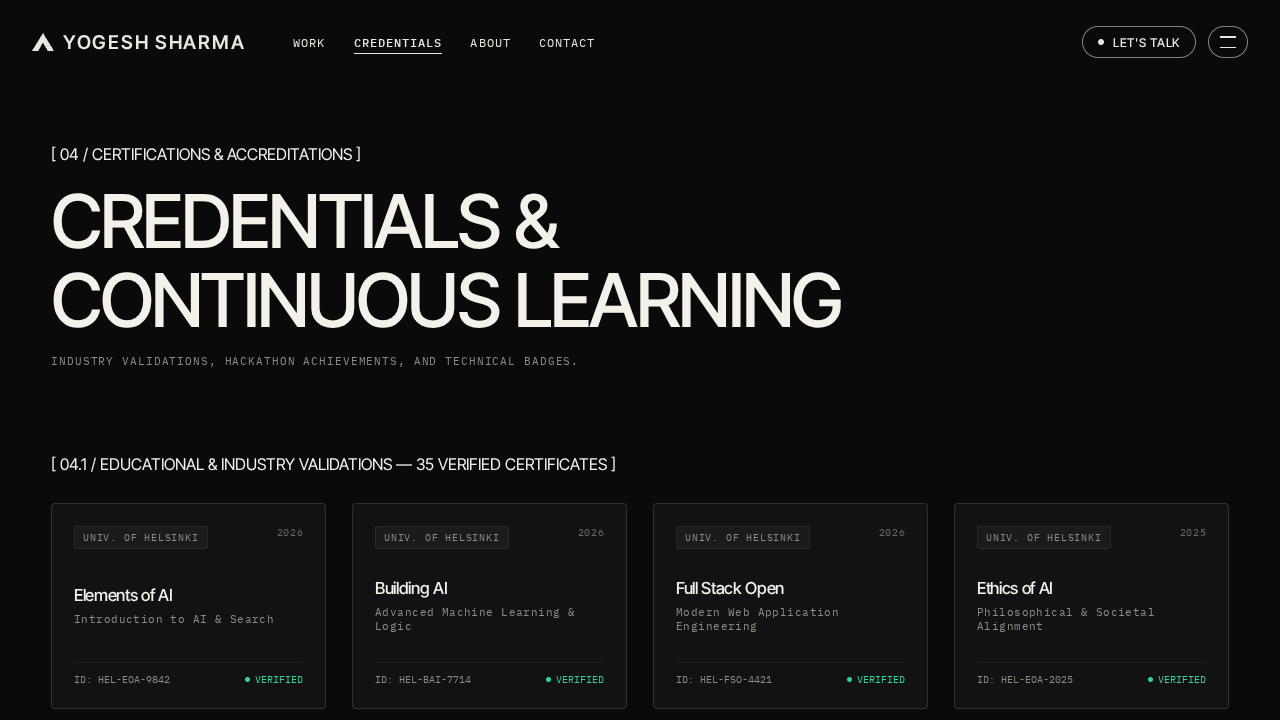 YOGESH SHARMA
WORK
CREDENTIALS
ABOUT
CONTACT
LET'S TALK
[ 04 / CERTIFICATIONS & ACCREDITATIONS ]
CREDENTIALS &
CONTINUOUS LEARNING
INDUSTRY VALIDATIONS, HACKATHON ACHIEVEMENTS, AND TECHNICAL BADGES.
[ 04.1 / EDUCATIONAL & INDUSTRY VALIDATIONS — 35 VERIFIED CERTIFICATES ]
UNIV. OF HELSINKI
2026
Elements of AI
Introduction to AI & Search
ID: HEL-EOA-9842
VERIFIED
UNIV. OF HELSINKI
2026
Building AI
Advanced Machine Learning &
Logic
ID: HEL-BAI-7714
VERIFIED
UNIV. OF HELSINKI
2026
Full Stack Open
Modern Web Application
Engineering
ID: HEL-FSO-4421
VERIFIED
UNIV. OF HELSINKI
2025
Ethics of AI
Philosophical & Societal
Alignment
ID: HEL-EOA-2025
VERIFIED